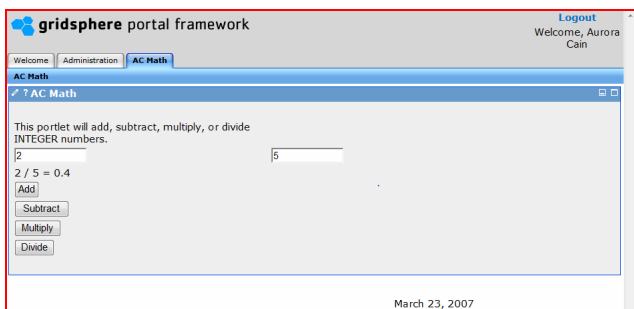 gridsphere portal framework
Logout
Welcome, Aurora
Cain
Welcome Administration AC Math
AC Math
? AC Math
This portlet will add, subtract, multiply, or divide
INTEGER numbers.
2 5
2 / 5 = 0.4
Add
Subtract
Multiply
Divide
March 23, 2007